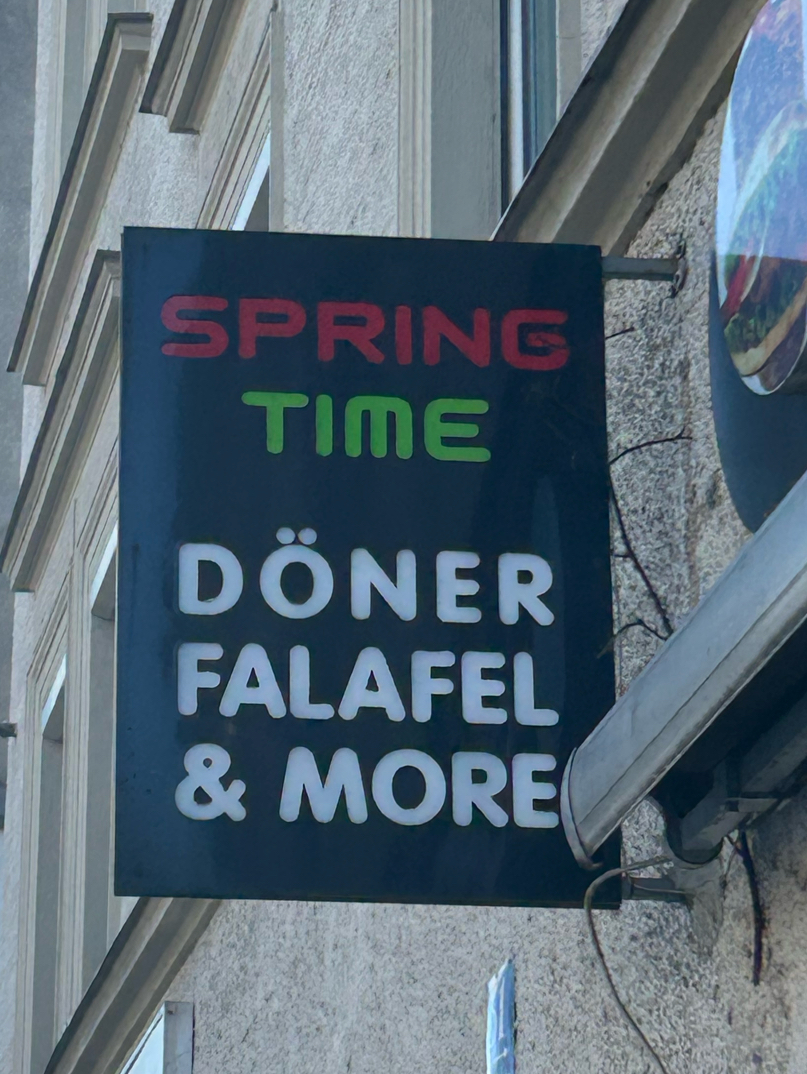 SPRING
TIME
DÖNER
FALAFEL
& MORE